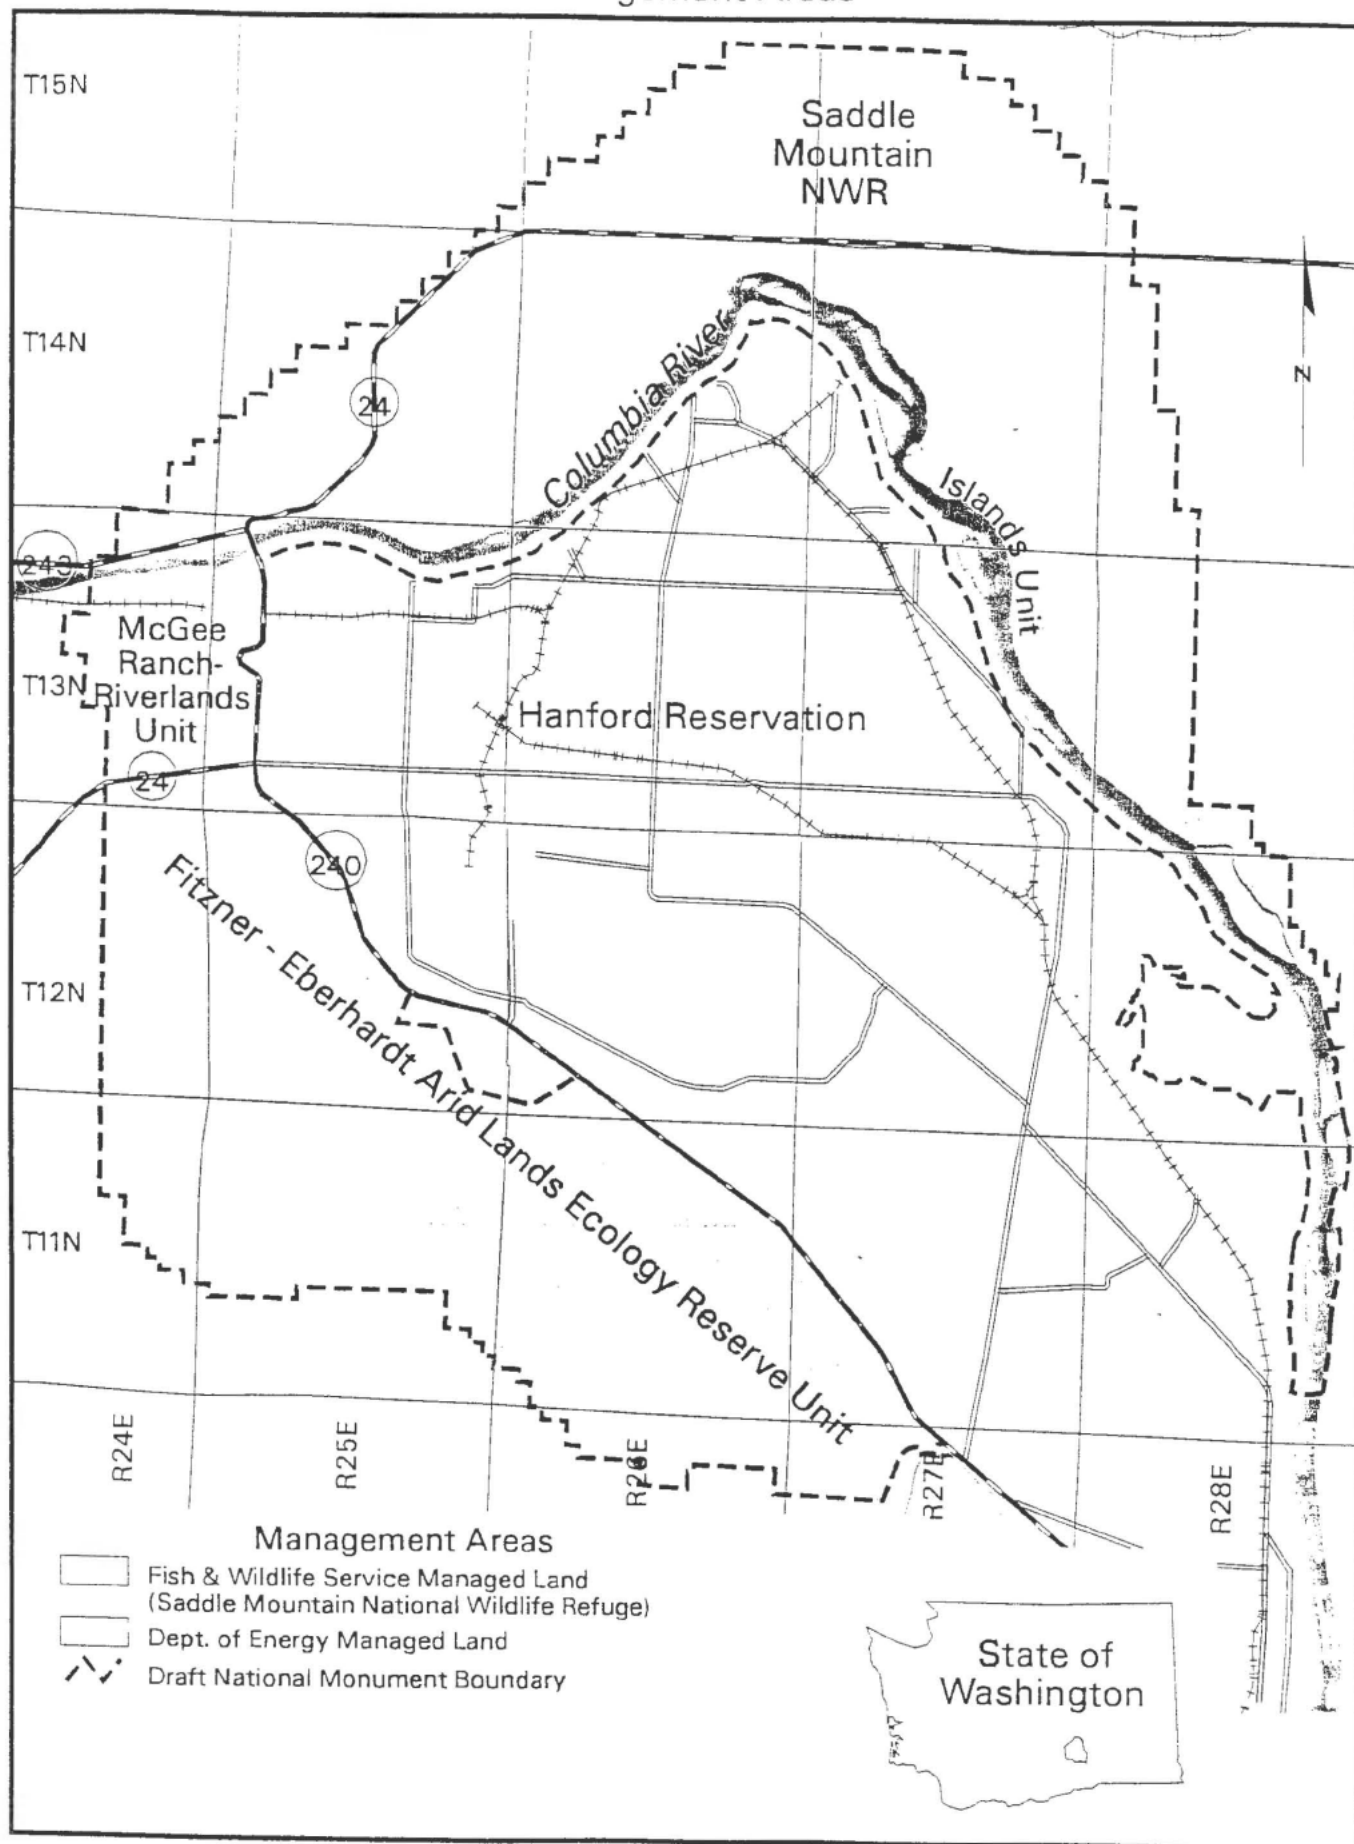 T15N
Saddle
Mountain
NWR
T14N
24
Columbia River
N
Islands Unit
243
McGee
Ranch-
Riverlands
Unit
T13N
Hanford Reservation
24
240
Fitzner - Eberhardt Arid Lands Ecology Reserve Unit
T12N
T11N
R24E
R25E
R26E
R27E
R28E
Management Areas
Fish & Wildlife Service Managed Land
(Saddle Mountain National Wildlife Refuge)
Dept. of Energy Managed Land
Draft National Monument Boundary
State of
Washington